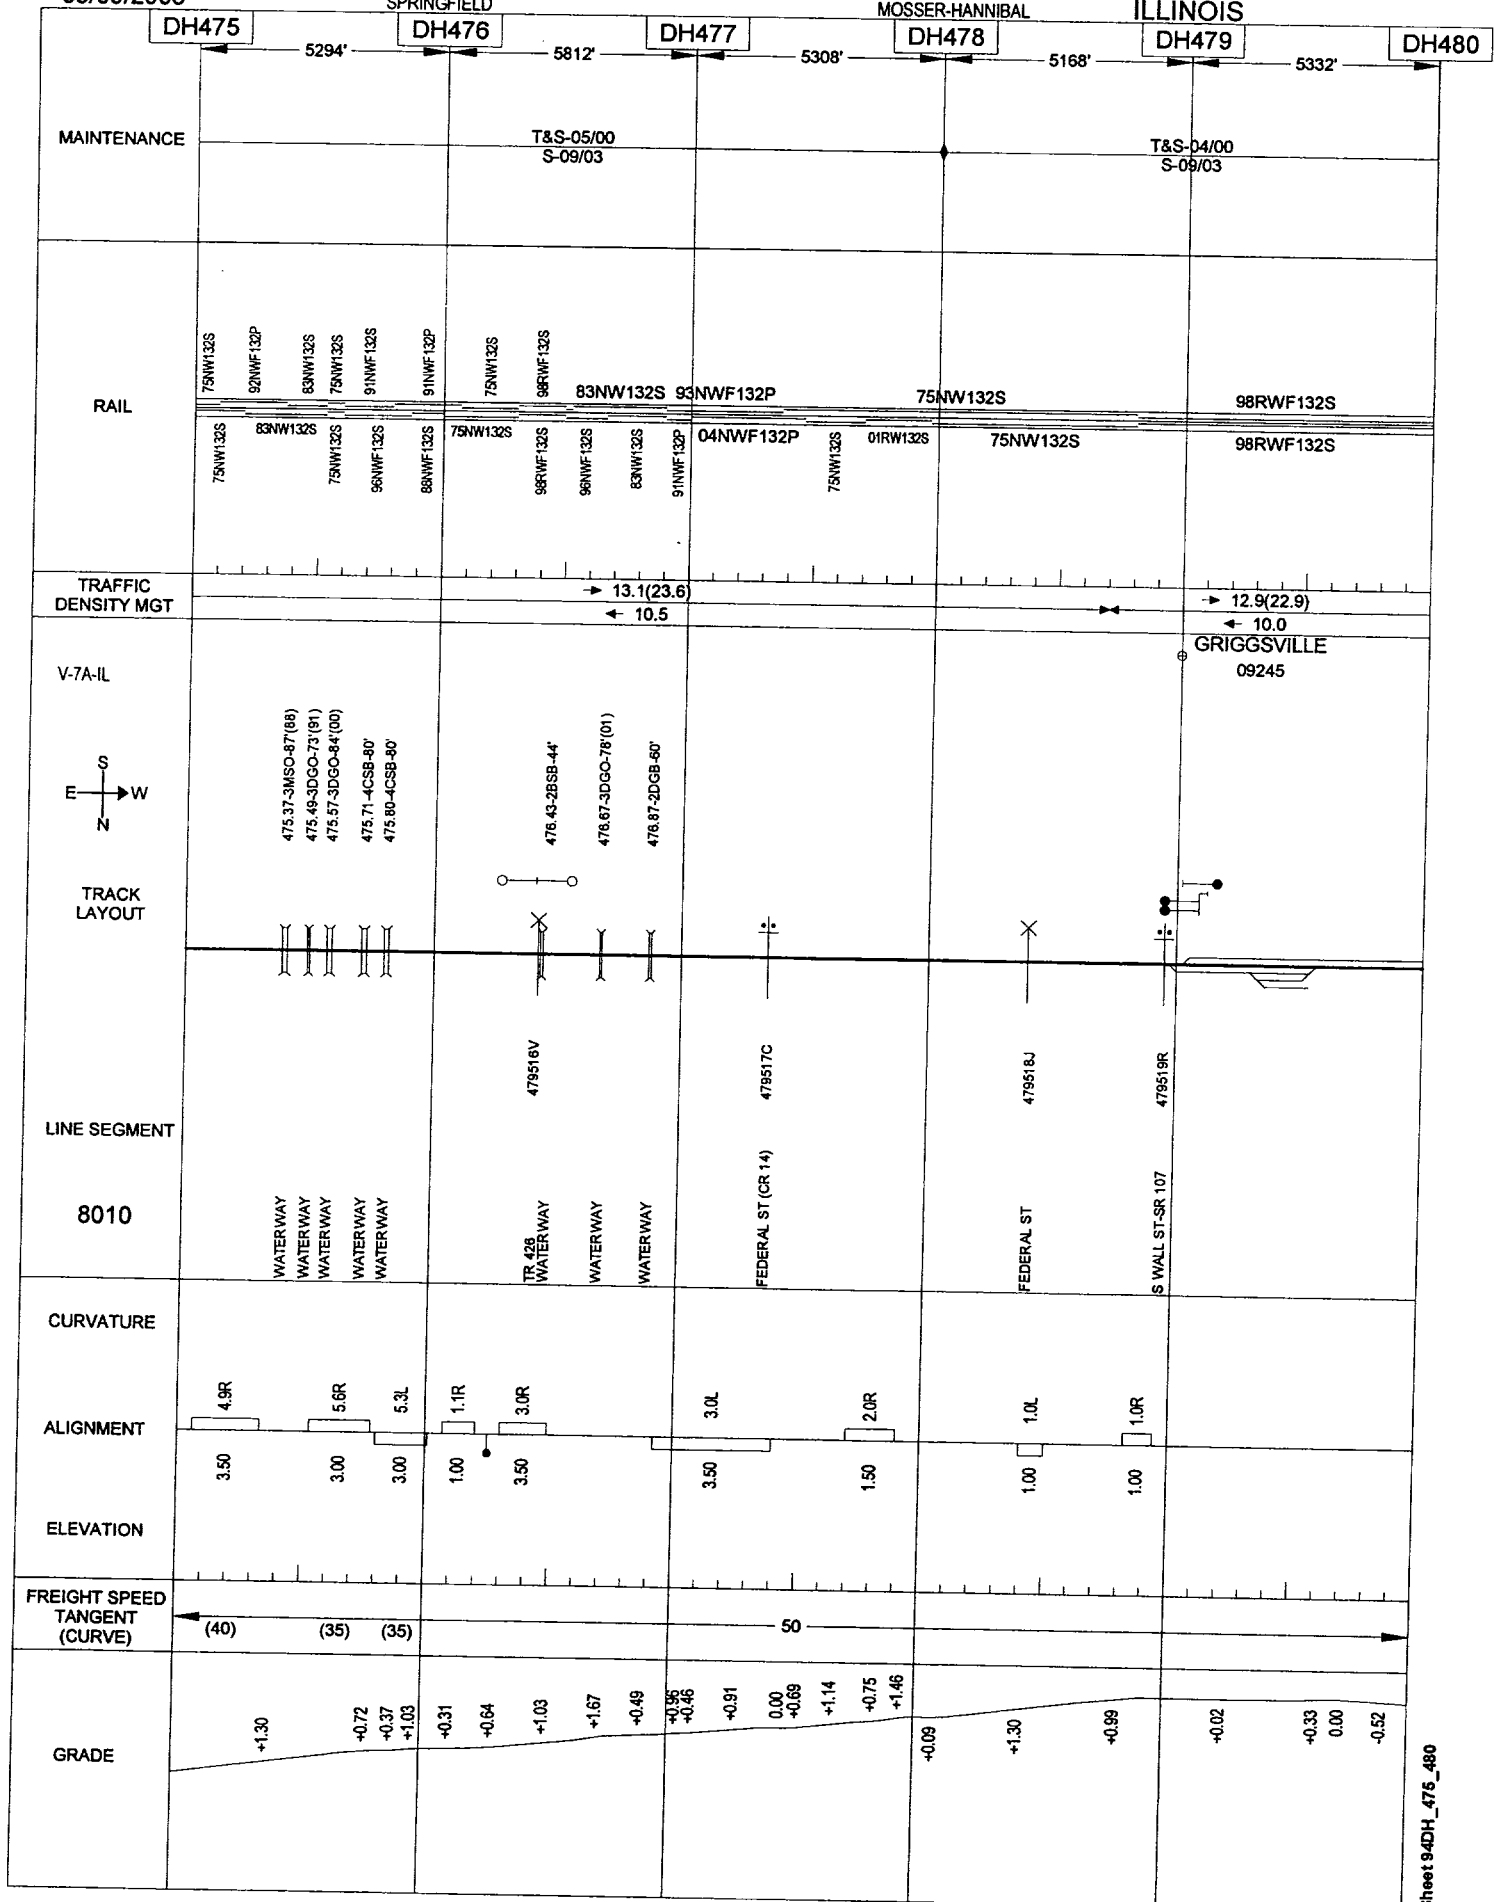 SPRINGFIELD
MOSSER-HANNIBAL
ILLINOIS
DH475
DH476
DH477
DH478
DH479
DH480
5294'
5812'
5308'
5168'
5332'
MAINTENANCE
T&S-05/00
S-09/03
T&S-04/00
S-09/03
RAIL
75NW132S
92NWF132P
83NW132S
75NW132S
91NWF132S
91NWF132P
75NW132S
98RWF132S
83NW132S
93NWF132P
75NW132S
98RWF132S
75NW132S
83NW132S
75NW132S
96NWF132S
88NWF132S
75NW132S
98RWF132S
96NWF132S
83NW132S
91NWF132P
04NWF132P
75NW132S
01RW132S
75NW132S
98RWF132S
TRAFFIC
DENSITY MGT
13.1(23.6)
10.5
12.9(22.9)
10.0
GRIGGSVILLE
09245
V-7A-IL
S
E
W
N
475.37-3MSO-87'(88)
475.49-3DGO-73'(91)
475.57-3DGO-84'(00)
475.71-4CSB-80'
475.80-4CSB-80'
476.43-2BSB-44'
476.67-3DGO-78'(01)
476.87-2DGB-60'
TRACK
LAYOUT
479516V
479517C
479518J
479519R
LINE SEGMENT
8010
WATERWAY
WATERWAY
WATERWAY
WATERWAY
WATERWAY
TR 426
WATERWAY
WATERWAY
WATERWAY
FEDERAL ST (CR 14)
FEDERAL ST
S WALL ST-SR 107
CURVATURE
4.9R
5.6R
5.3L
1.1R
3.0R
3.0L
2.0R
1.0L
1.0R
ALIGNMENT
3.50
3.00
3.00
1.00
3.50
3.50
1.50
1.00
1.00
ELEVATION
FREIGHT SPEED
TANGENT
(CURVE)
(40)
(35)
(35)
50
GRADE
+1.30
+0.72
+0.37
+1.03
+0.31
+0.64
+1.03
+1.67
+0.49
+0.96
+0.46
+0.91
0.00
+0.69
+1.14
+0.75
+1.46
+0.09
+1.30
+0.99
+0.02
+0.33
0.00
-0.52
94DH_475_480